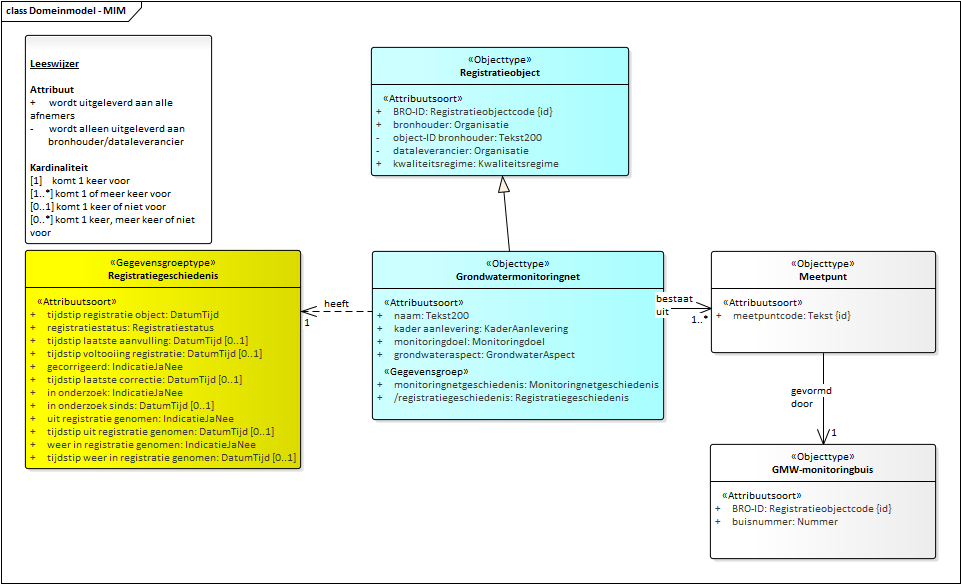 class Domeinmodel - MIM
Leeswijzer
Attribuut
+ wordt uitgeleverd aan alle
afnemers
- wordt alleen uitgeleverd aan
bronhouder/dataleverancier
Kardinaliteit
[1] komt 1 keer voor
[1..*] komt 1 of meer keer voor
[0..1] komt 1 keer of niet voor
[0..*] komt 1 keer, meer keer of niet
voor
«Objecttype»
Registratieobject
«Attribuutsoort»
+ BRO-ID: Registratieobjectcode {id}
+ bronhouder: Organisatie
- object-ID bronhouder: Tekst200
- dataleverancier: Organisatie
+ kwaliteitsregime: Kwaliteitsregime
«Gegevensgroeptype»
Registratiegeschiedenis
«Attribuutsoort»
+ tijdstip registratie object: DatumTijd
+ registratiestatus: Registratiestatus
+ tijdstip laatste aanvulling: DatumTijd [0..1]
+ tijdstip voltooiing registratie: DatumTijd [0..1]
+ gecorrigeerd: IndicatieJaNee
+ tijdstip laatste correctie: DatumTijd [0..1]
+ in onderzoek: IndicatieJaNee
+ in onderzoek sinds: DatumTijd [0..1]
+ uit registratie genomen: IndicatieJaNee
+ tijdstip uit registratie genomen: DatumTijd [0..1]
+ weer in registratie genomen: IndicatieJaNee
+ tijdstip weer in registratie genomen: DatumTijd [0..1]
heeft
1
«Objecttype»
Grondwatermonitoringnet
«Attribuutsoort»
+ naam: Tekst200
+ kader aanlevering: KaderAanlevering
+ monitoringdoel: Monitoringdoel
+ grondwateraspect: GrondwaterAspect
«Gegevensgroep»
+ monitoringnetgeschiedenis: Monitoringnetgeschiedenis
+ /registratiegeschiedenis: Registratiegeschiedenis
bestaat
uit
1..*
«Objecttype»
Meetpunt
«Attribuutsoort»
+ meetpuntcode: Tekst {id}
gevormd
door
1
«Objecttype»
GMW-monitoringbuis
«Attribuutsoort»
+ BRO-ID: Registratieobjectcode {id}
+ buisnummer: Nummer